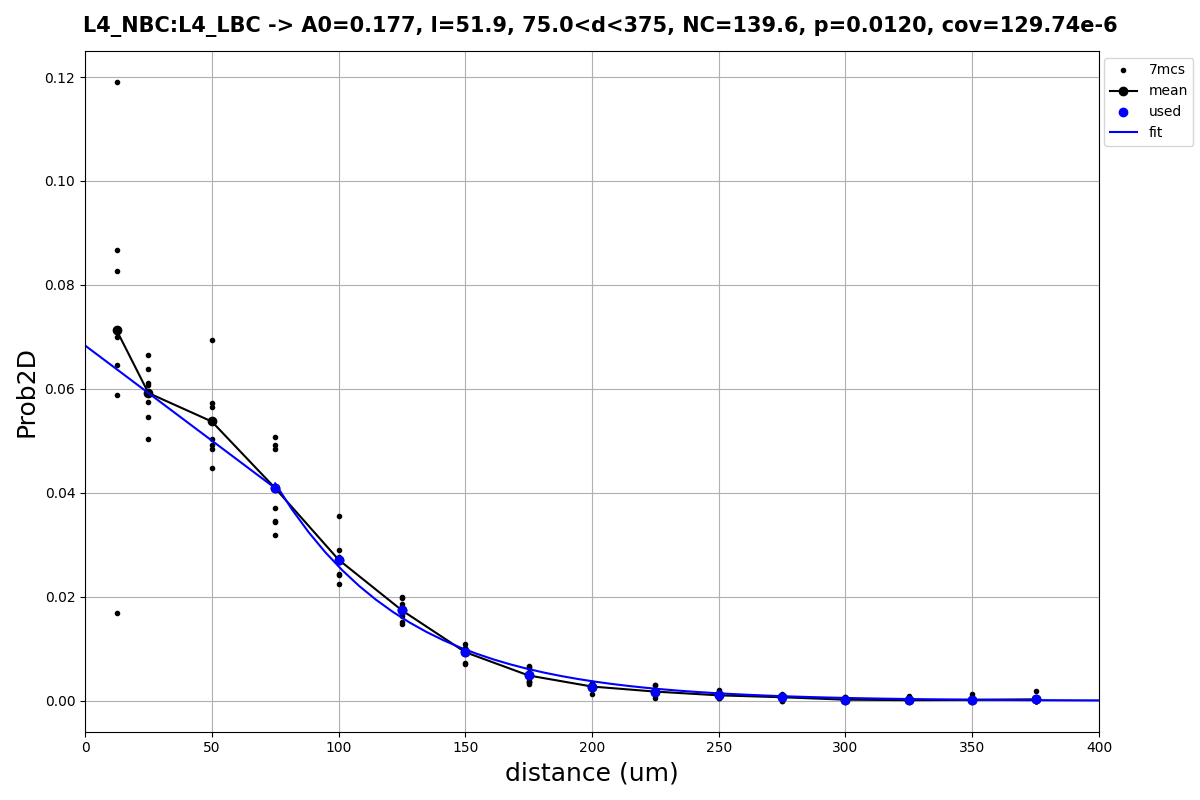 L4_NBC:L4_LBC -> A0=0.177, l=51.9, 75.0<d<375, NC=139.6, p=0.0120, cov=129.74e-6
7mcs
mean
used
fit
Prob2D
0.12
0.10
0.08
0.06
0.04
0.02
0.00
0 50 100 150 200 250 300 350 400
distance (um)